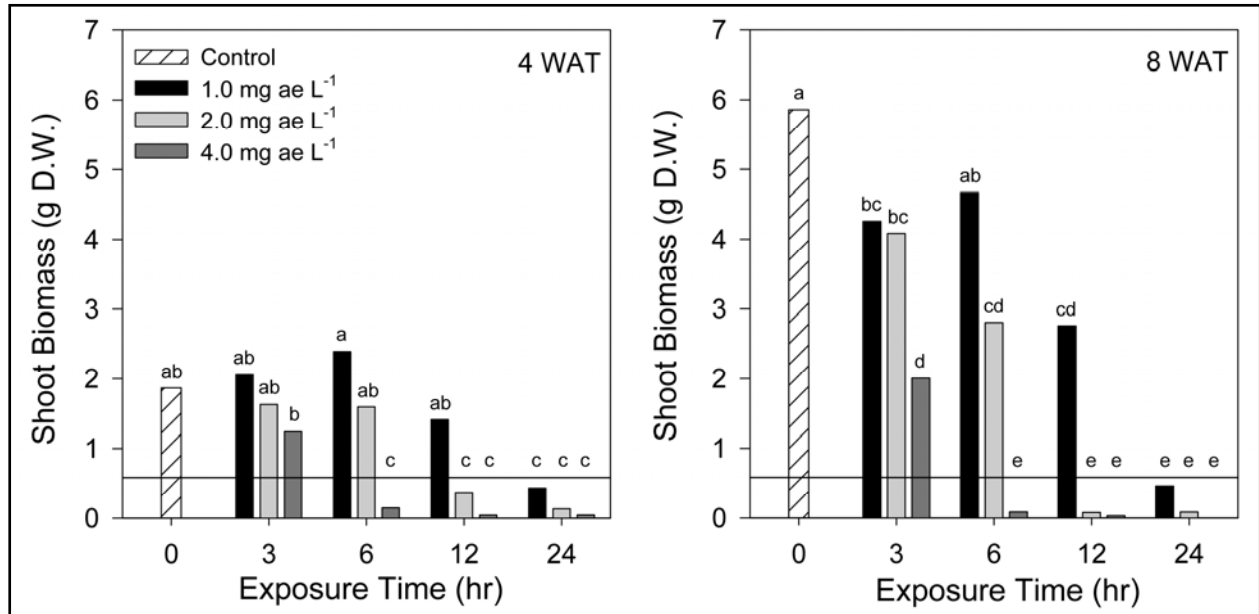 7
6
5
4
3
2
1
0
Shoot Biomass (g D.W.)
Control
1.0 mg ae L⁻¹
2.0 mg ae L⁻¹
4.0 mg ae L⁻¹
4 WAT
ab
ab
ab
b
a
ab
c
ab
c c
c c c
0 3 6 12 24
Exposure Time (hr)
7
6
5
4
3
2
1
0
Shoot Biomass (g D.W.)
8 WAT
a
bc bc
d
ab
cd
e
cd
e e
e e e
0 3 6 12 24
Exposure Time (hr)